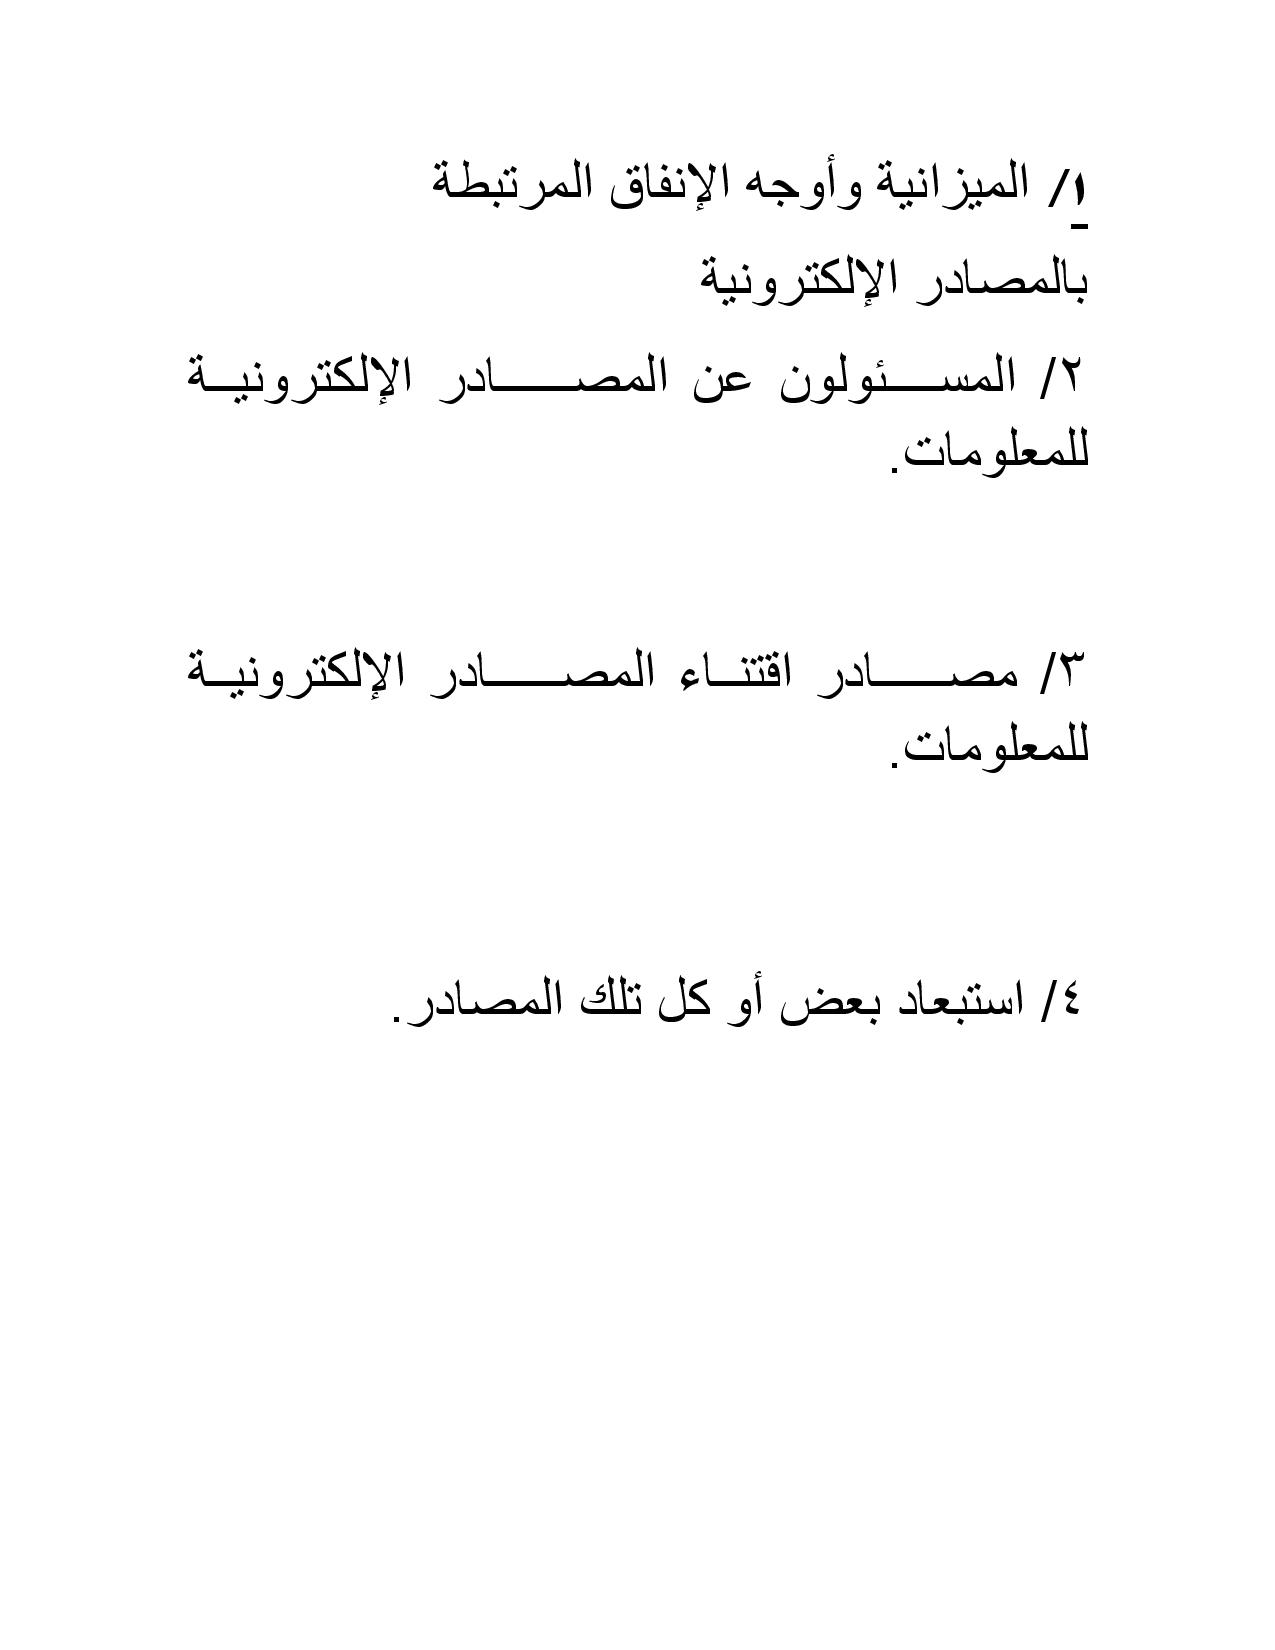 ١/ الميزانية وأوجه الإنفاق المرتبطة
بالمصادر الإلكترونية
٢/ المسئولون عن المصادر الإلكترونية
للمعلومات.
٣/ مصادر اقتناء المصادر الإلكترونية
للمعلومات.
٤/ استبعاد بعض أو كل تلك المصادر.